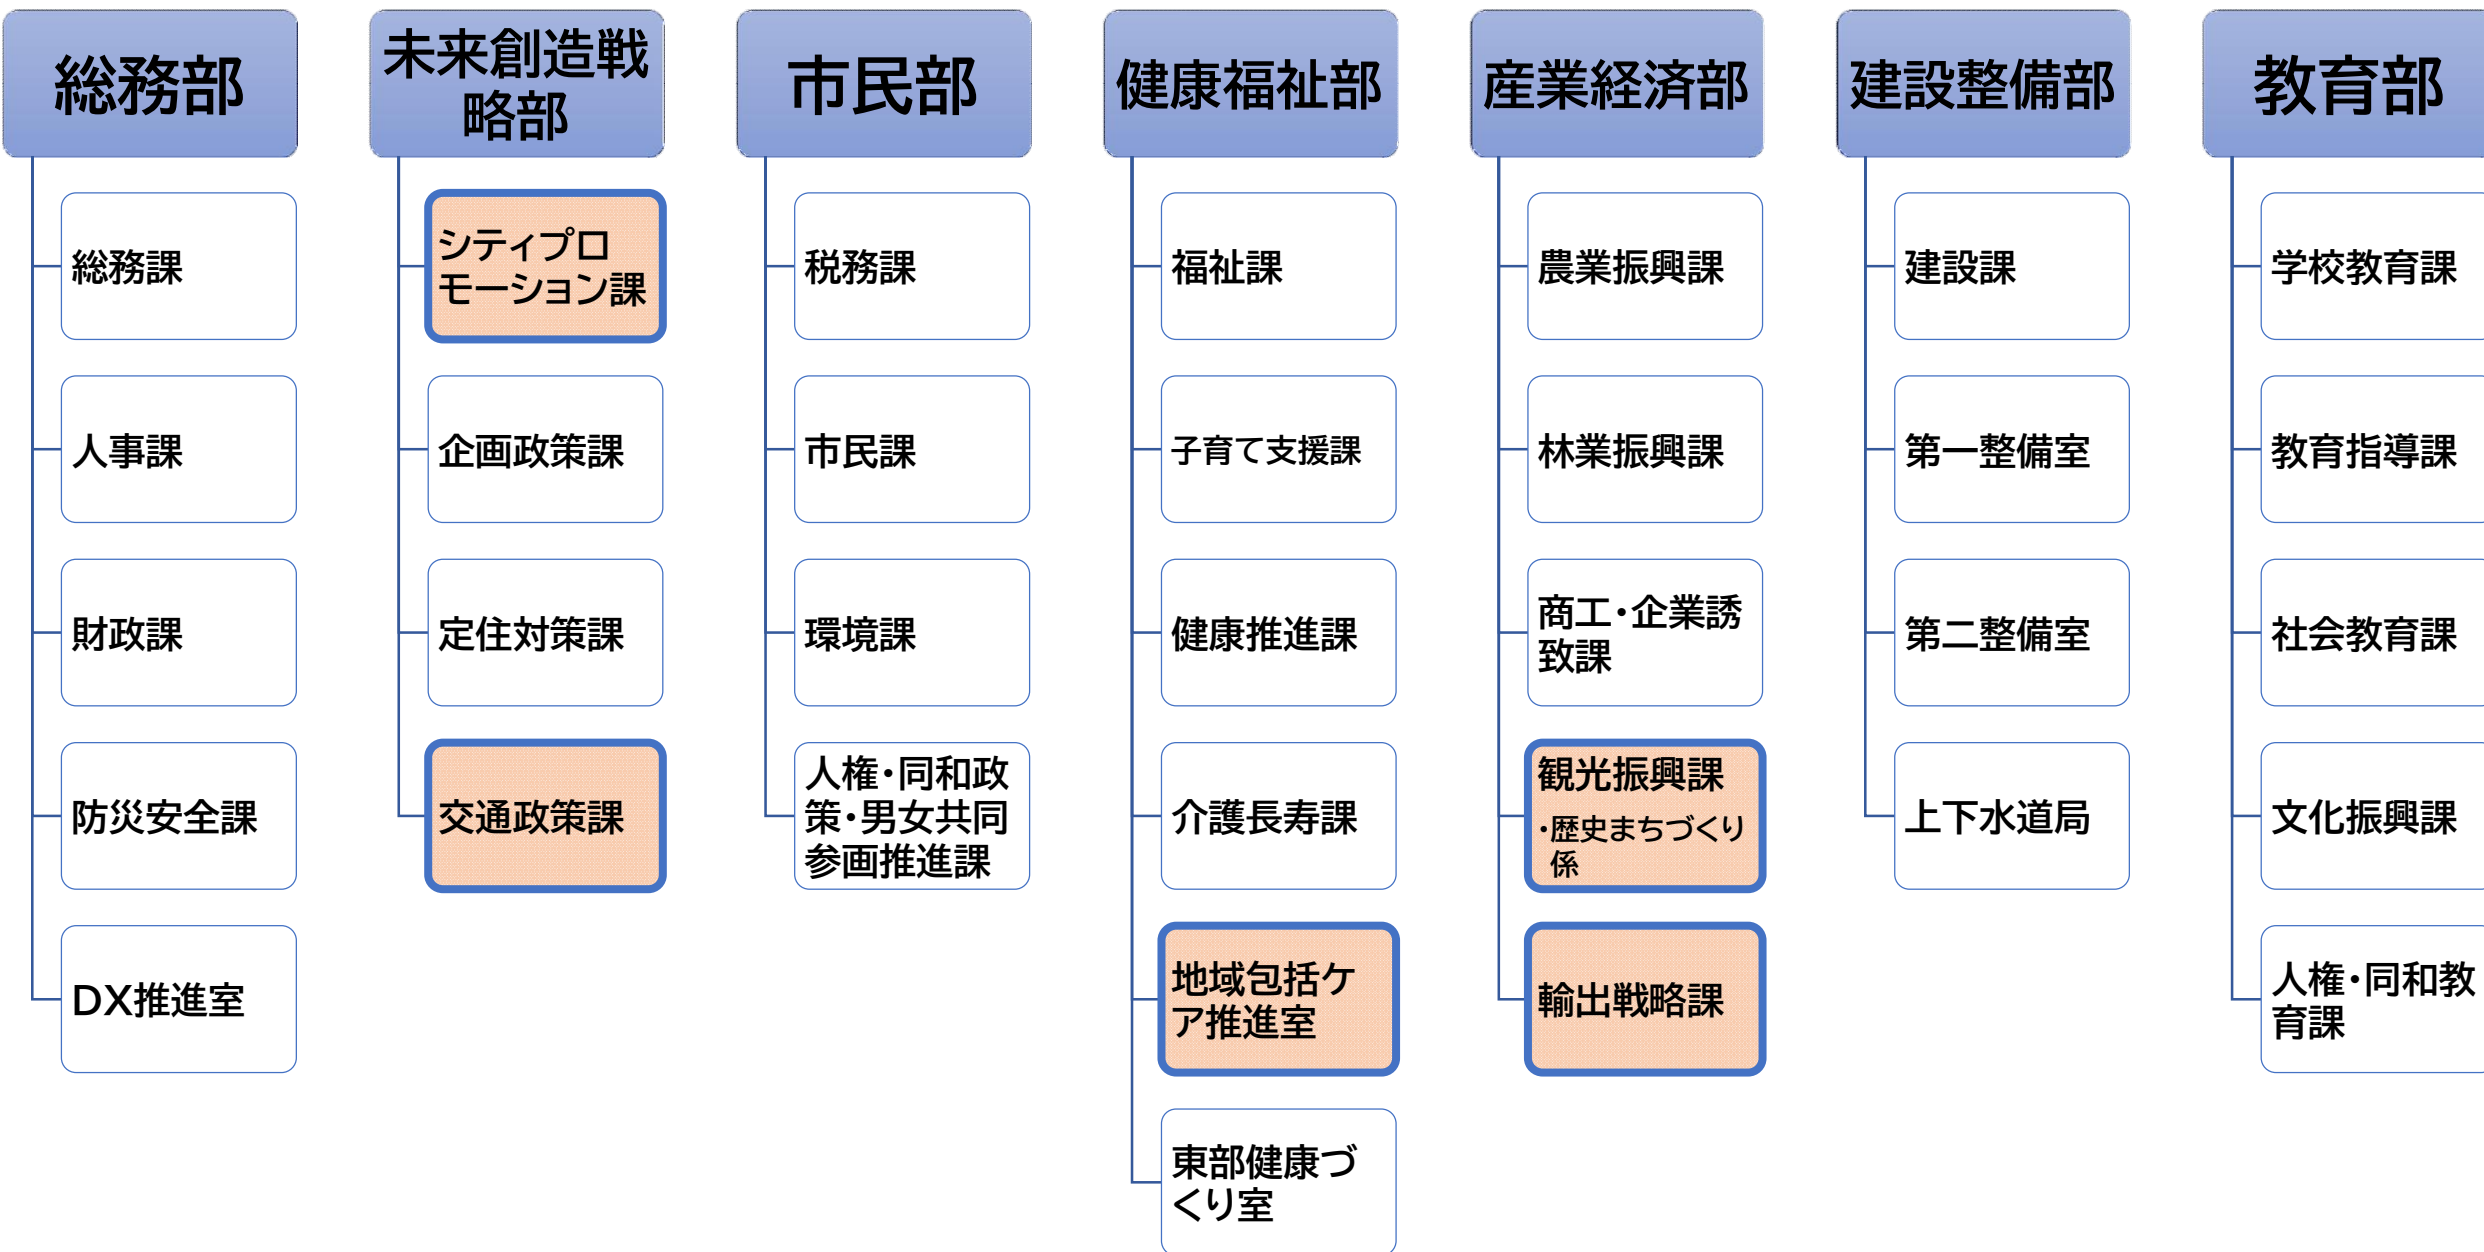 総務部
総務課
人事課
財政課
防災安全課
DX推進室
未来創造戦
略部
シティプロ
モーション課
企画政策課
定住対策課
交通政策課
市民部
税務課
市民課
環境課
人権・同和政
策・男女共同
参画推進課
健康福祉部
福祉課
子育て支援課
健康推進課
介護長寿課
地域包括ケ
ア推進室
東部健康づ
くり室
産業経済部
農業振興課
林業振興課
商工・企業誘
致課
観光振興課
・歴史まちづくり
係
輸出戦略課
建設整備部
建設課
第一整備室
第二整備室
上下水道局
教育部
学校教育課
教育指導課
社会教育課
文化振興課
人権・同和教
育課